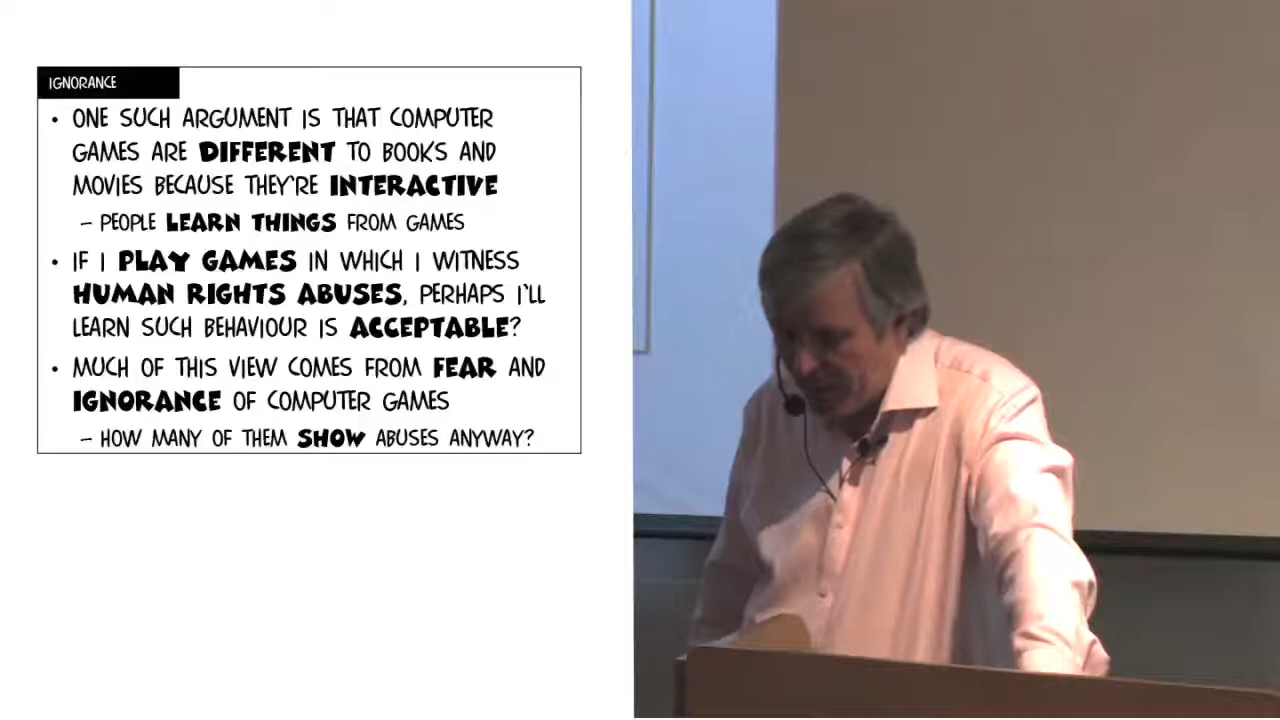 IGNORANCE
• ONE SUCH ARGUMENT IS THAT COMPUTER
GAMES ARE DIFFERENT TO BOOKS AND
MOVIES BECAUSE THEY'RE INTERACTIVE
– PEOPLE LEARN THINGS FROM GAMES
• IF I PLAY GAMES IN WHICH I WITNESS
HUMAN RIGHTS ABUSES, PERHAPS I'LL
LEARN SUCH BEHAVIOUR IS ACCEPTABLE?
• MUCH OF THIS VIEW COMES FROM FEAR AND
IGNORANCE OF COMPUTER GAMES
– HOW MANY OF THEM SHOW ABUSES ANYWAY?